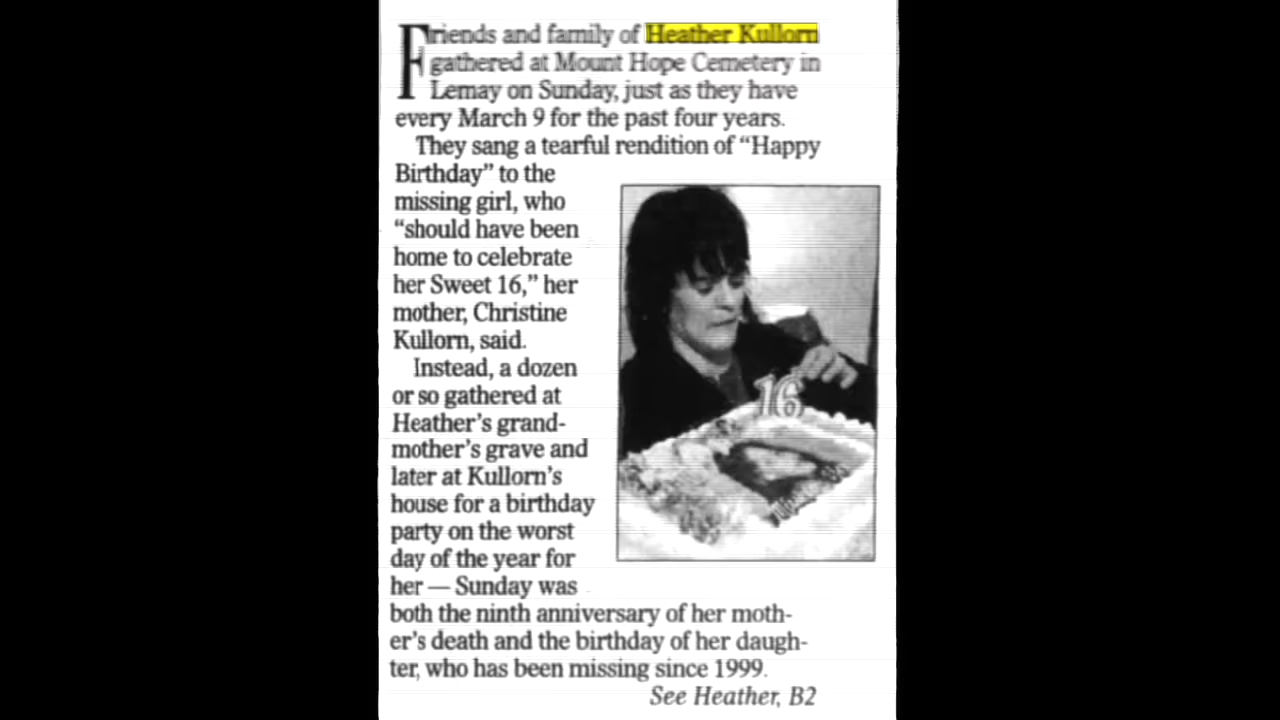 Friends and family of Heather Kullorn
gathered at Mount Hope Cemetery in
Lemay on Sunday, just as they have
every March 9 for the past four years.
They sang a tearful rendition of “Happy
Birthday” to the
missing girl, who
“should have been
home to celebrate
her Sweet 16,” her
mother, Christine
Kullorn, said.
Instead, a dozen
or so gathered at
Heather’s grand-
mother’s grave and
later at Kullorn’s
house for a birthday
party on the worst
day of the year for
her — Sunday was
both the ninth anniversary of her moth-
er’s death and the birthday of her daugh-
ter, who has been missing since 1999.
See Heather, B2
16